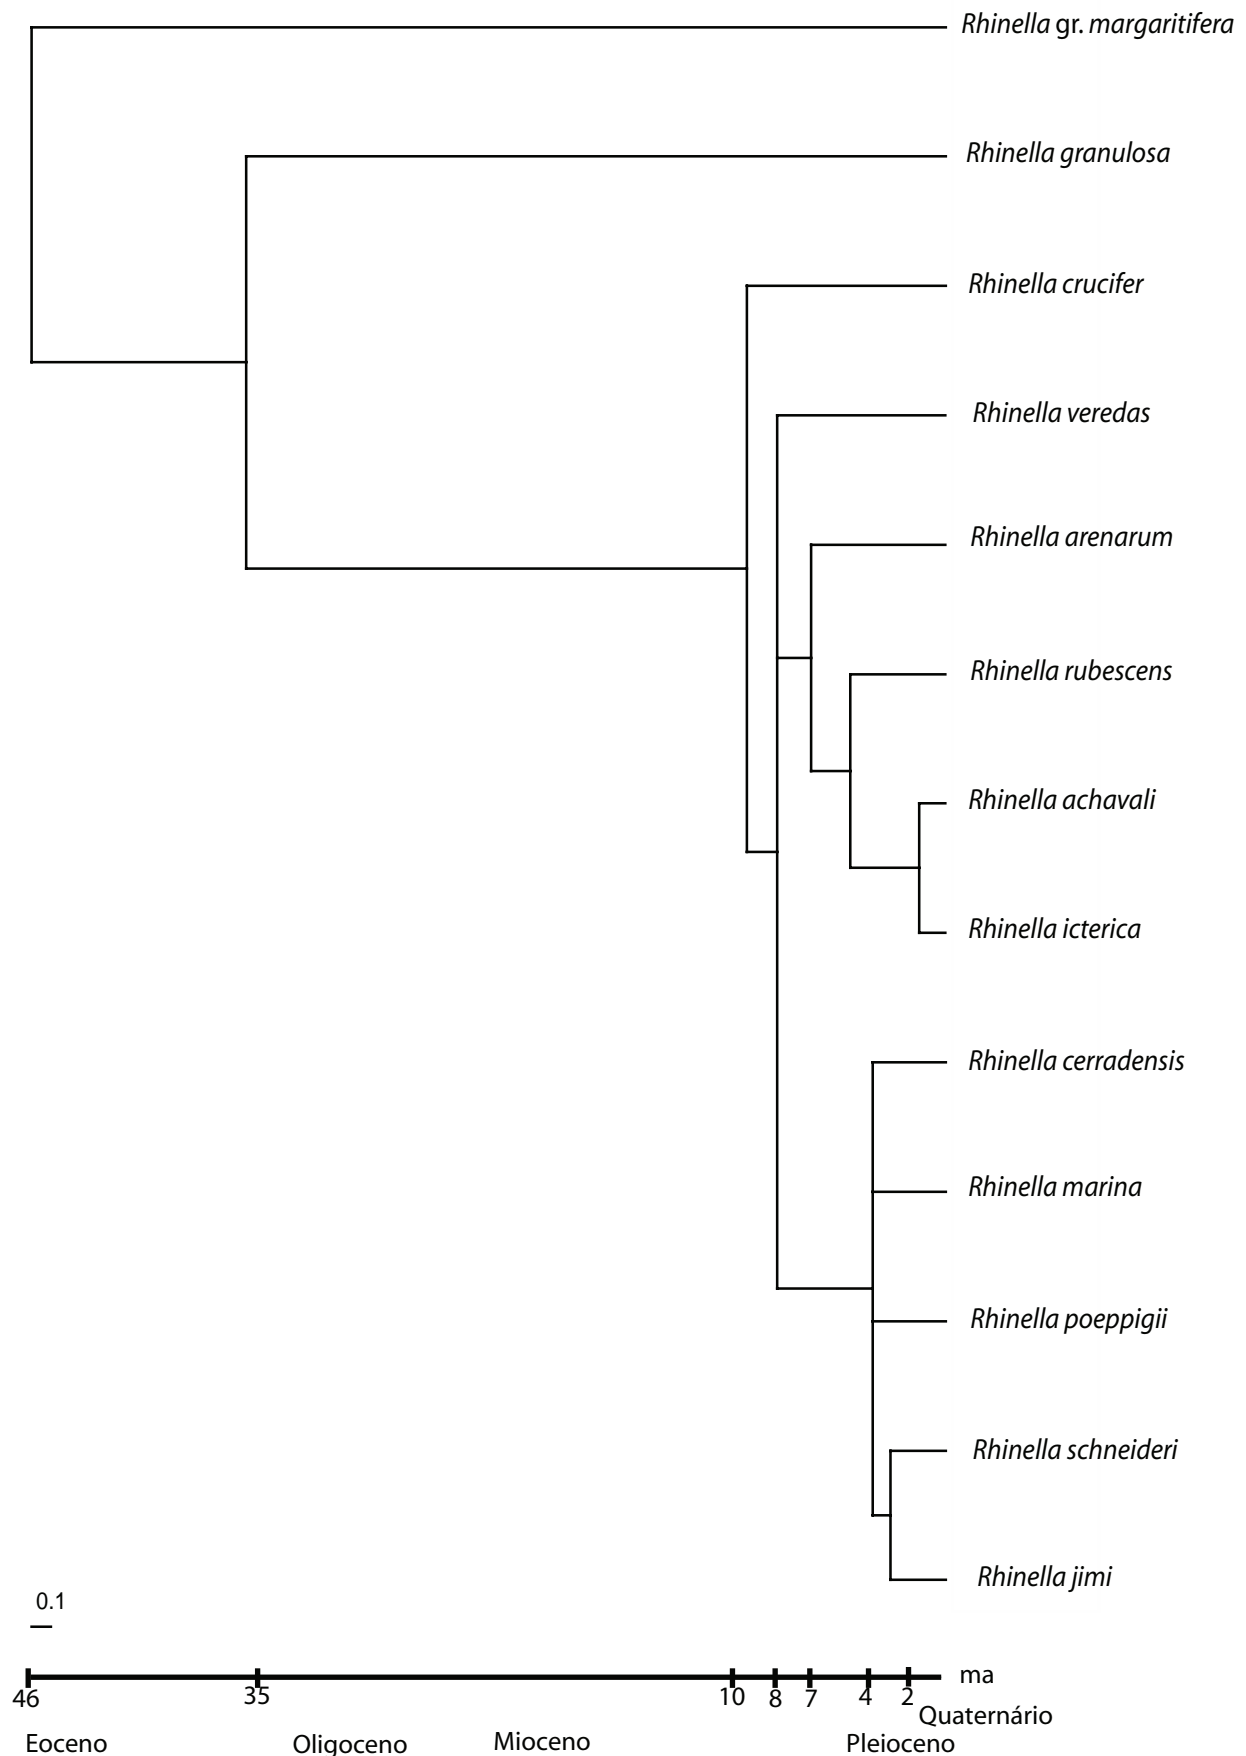 Rhinella gr. margaritifera
Rhinella granulosa
Rhinella crucifer
Rhinella veredas
Rhinella arenarum
Rhinella rubescens
Rhinella achavali
Rhinella icterica
Rhinella cerradensis
Rhinella marina
Rhinella poeppigii
Rhinella schneideri
Rhinella jimi
0.1
46 35 10 8 7 4 2 ma
Quaternário
Eoceno Oligoceno Mioceno Pleioceno